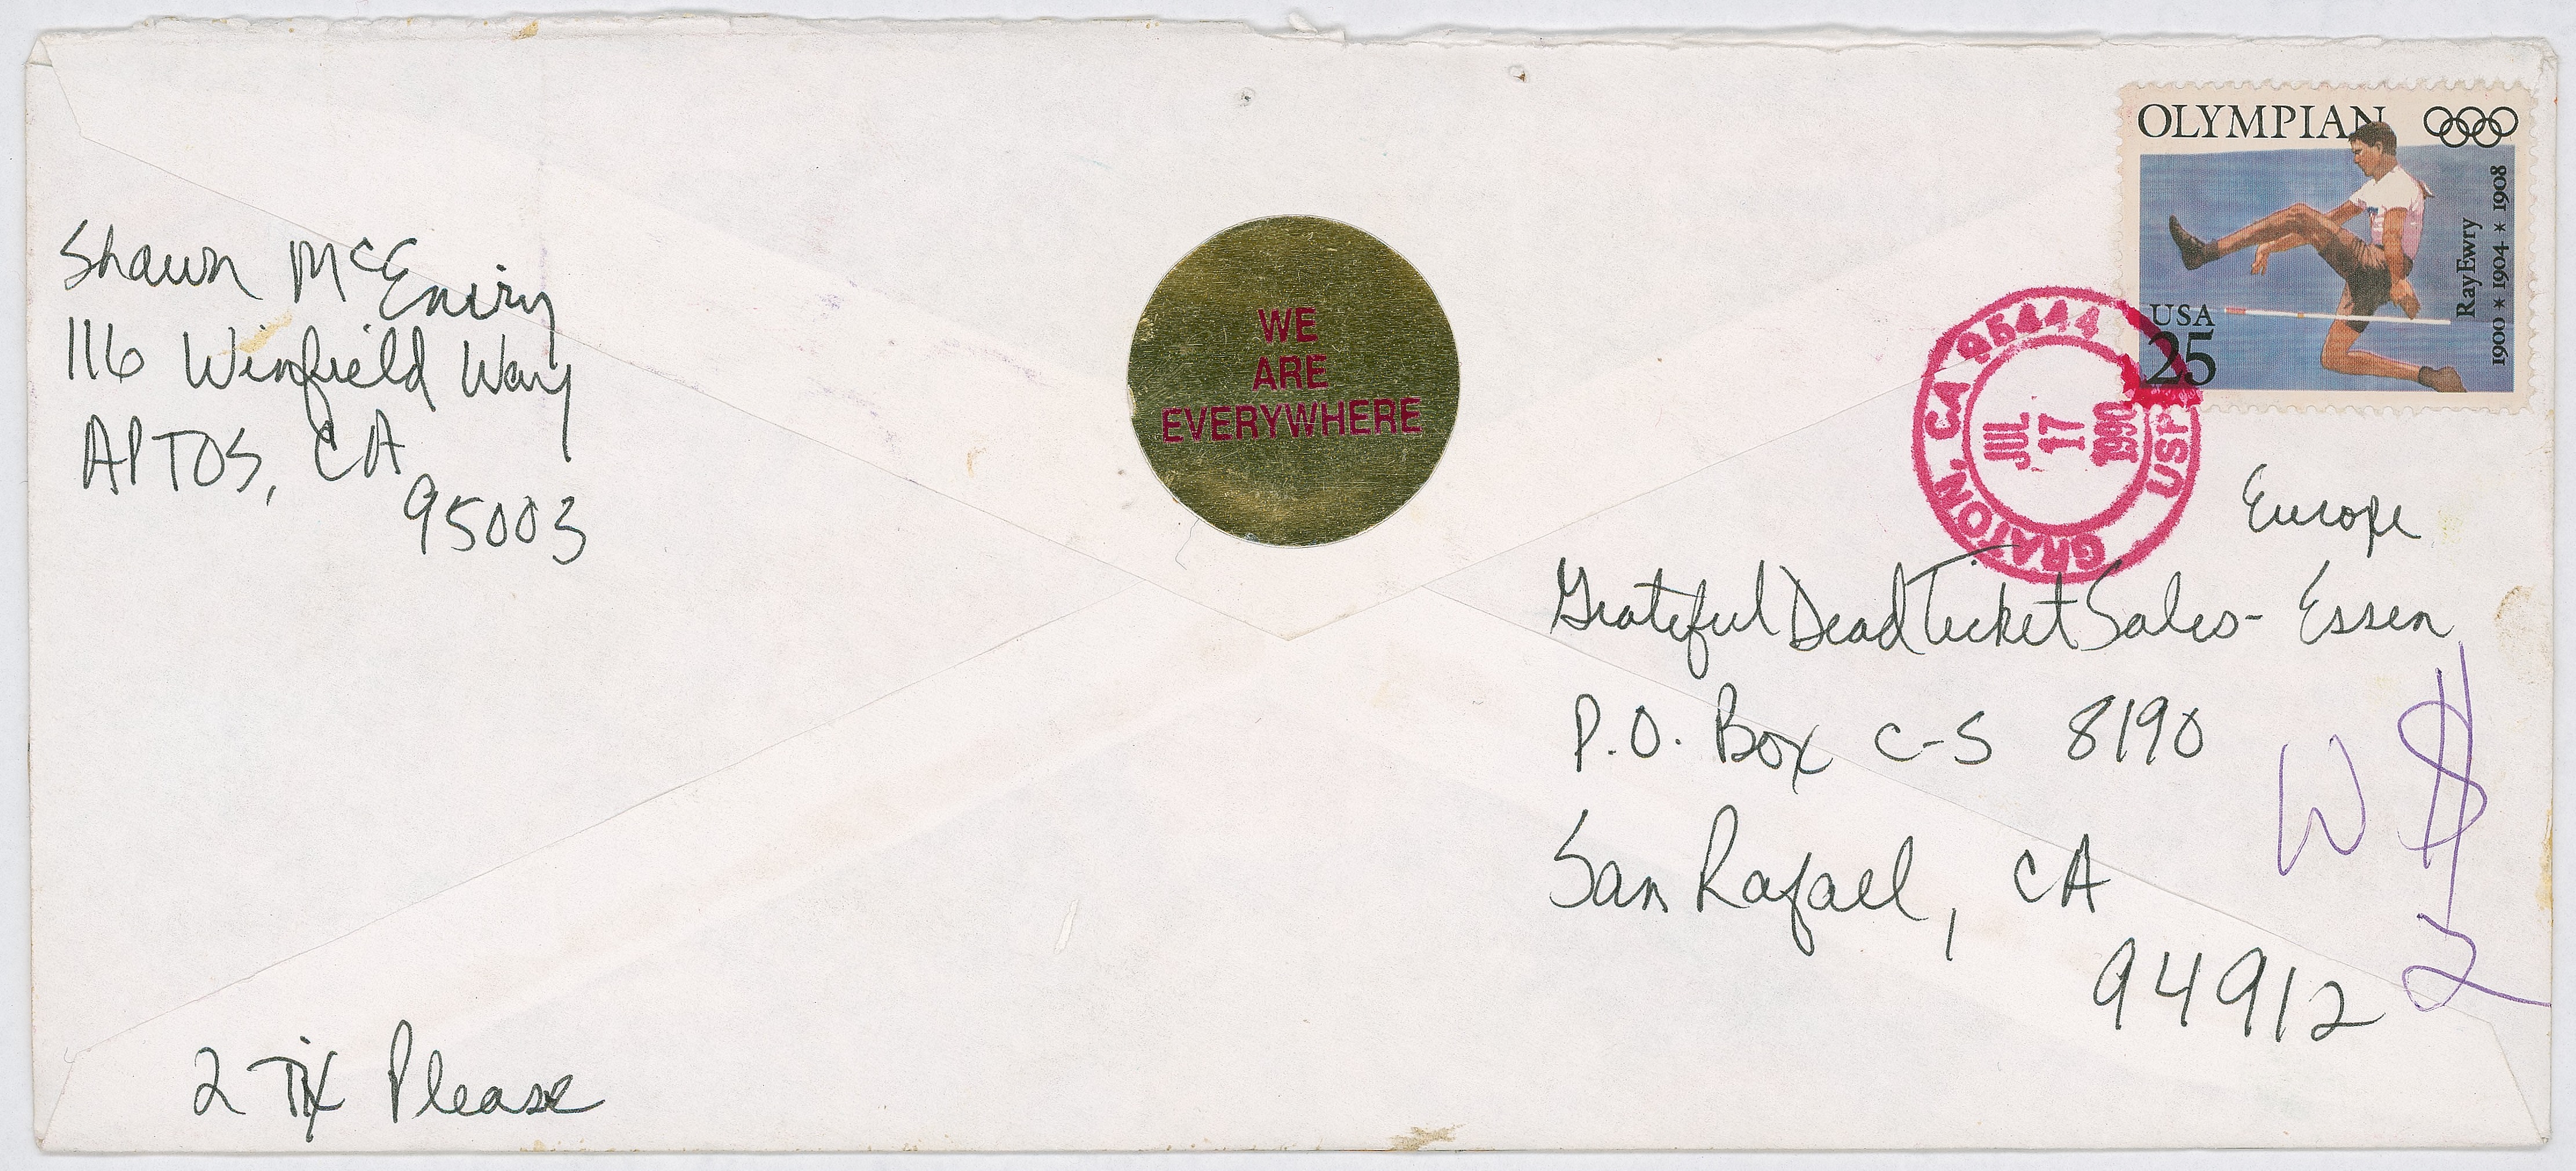 Shawn McEniry
116 Winfield Way
APTOS, CA
95003
WE
ARE
EVERYWHERE
OLYMPIAN
Ray Ewry
1900 * 1904 * 1908
USA
25
GRATON, CA 95444
JUL
17
1990
USPS
Europe
Grateful Dead Ticket Sales - Essen
P.O. Box C-S 8190
San Rafael, CA
94912
W $
2 Tix Please